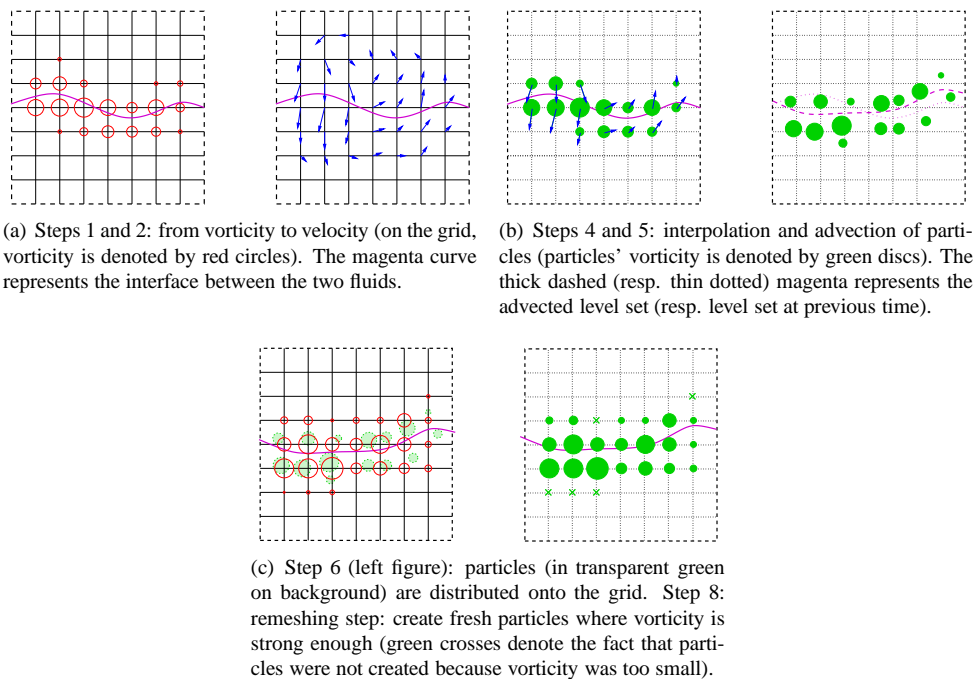 (a) Steps 1 and 2: from vorticity to velocity (on the grid,
vorticity is denoted by red circles). The magenta curve
represents the interface between the two fluids.
(b) Steps 4 and 5: interpolation and advection of parti-
cles (particles' vorticity is denoted by green discs). The
thick dashed (resp. thin dotted) magenta represents the
advected level set (resp. level set at previous time).
(c) Step 6 (left figure): particles (in transparent green
on background) are distributed onto the grid. Step 8:
remeshing step: create fresh particles where vorticity is
strong enough (green crosses denote the fact that parti-
cles were not created because vorticity was too small).